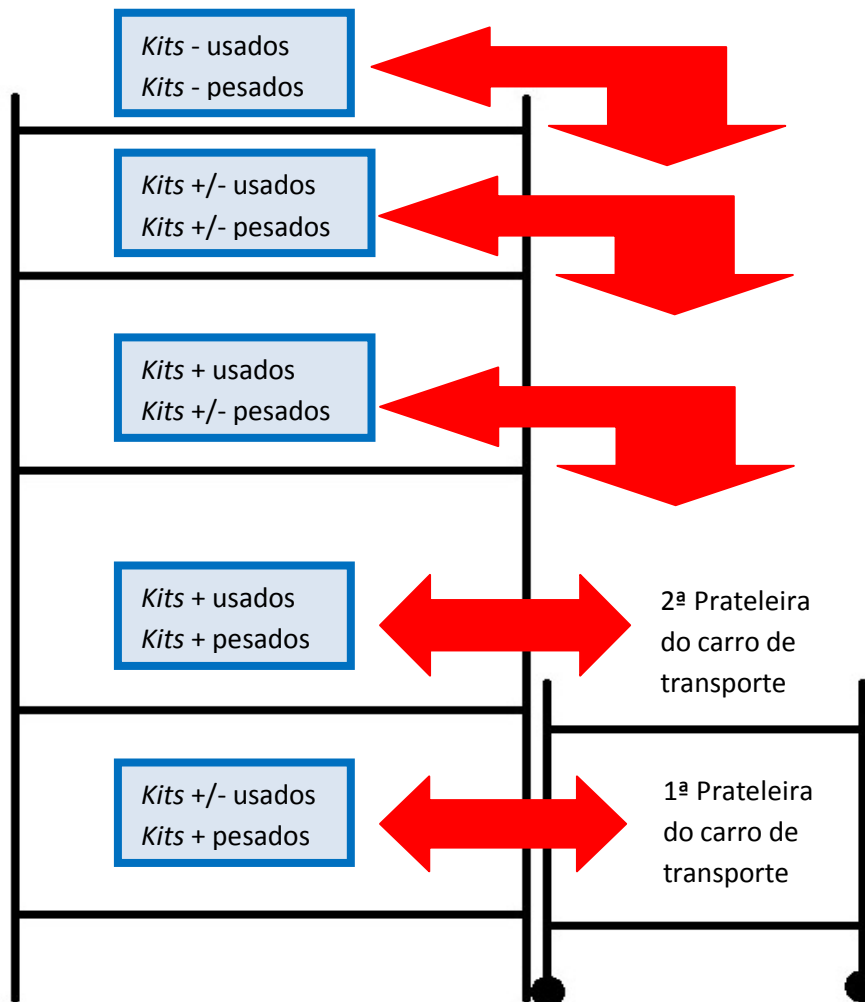 Kits - usados
Kits - pesados
Kits +/- usados
Kits +/- pesados
Kits + usados
Kits +/- pesados
Kits + usados
Kits + pesados
2ª Prateleira
do carro de
transporte
Kits +/- usados
Kits + pesados
1ª Prateleira
do carro de
transporte